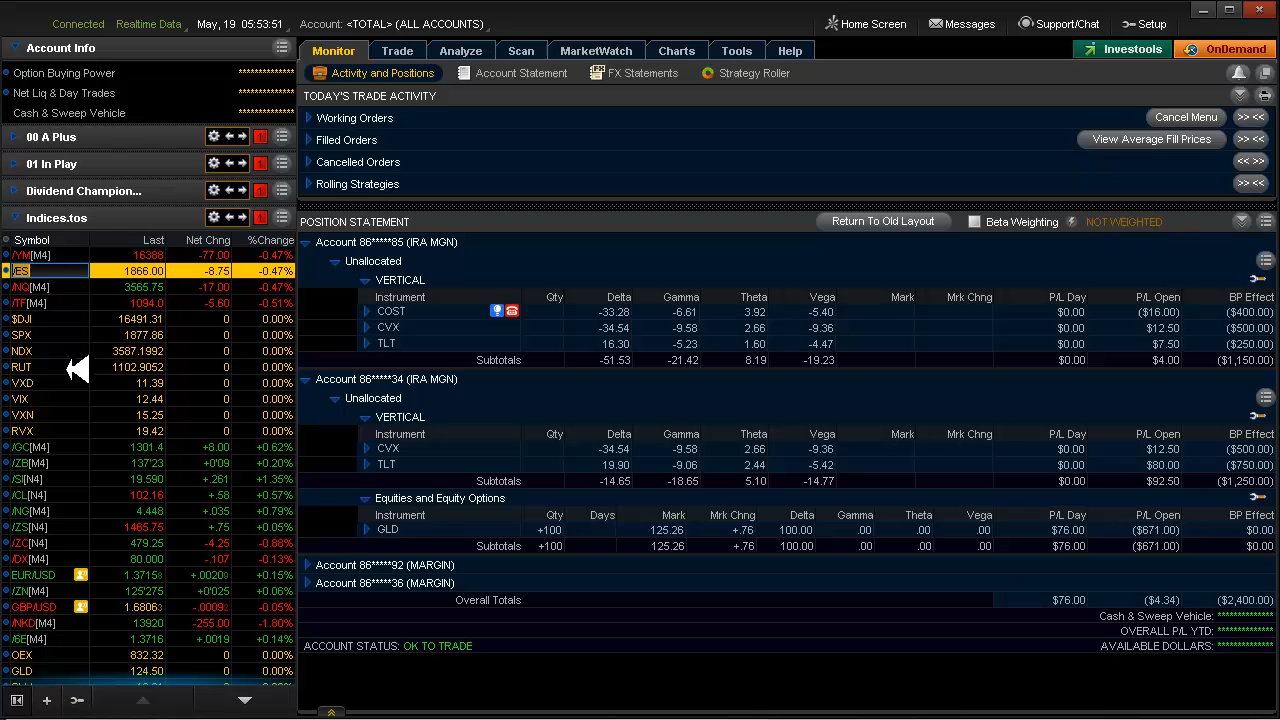 Connected Realtime Data May, 19 05:53:51 Account: <TOTAL> (ALL ACCOUNTS) Home Screen Messages Support/Chat Setup
Account Info
Option Buying Power *************
Net Liq & Day Trades *************
Cash & Sweep Vehicle *************
00 A Plus 1
01 In Play 1
Dividend Champion... 1
Indices.tos 1
Symbol Last Net Chng %Change
/YM[M4] 16388 -77.00 -0.47%
/ES 1866.00 -8.75 -0.47%
/NQ[M4] 3565.75 -17.00 -0.47%
/TF[M4] 1094.0 -5.60 -0.51%
$DJI 16491.31 0 0.00%
SPX 1877.86 0 0.00%
NDX 3587.1992 0 0.00%
RUT 1102.9052 0 0.00%
VXD 11.39 0 0.00%
VIX 12.44 0 0.00%
VXN 15.25 0 0.00%
RVX 19.42 0 0.00%
/GC[M4] 1301.4 +8.00 +0.62%
/ZB[M4] 137'23 +0'09 +0.20%
/SI[N4] 19.590 +.261 +1.35%
/CL[N4] 102.16 +.58 +0.57%
/NG[M4] 4.448 +.035 +0.79%
/ZS[N4] 1465.75 +.75 +0.05%
/ZC[N4] 479.25 -4.25 -0.88%
/DX[M4] 80.000 -.107 -0.13%
EUR/USD 1.37158 +.00209 +0.15%
/ZN[M4] 125'275 +0'025 +0.06%
GBP/USD 1.68063 -.00092 -0.05%
/NKD[M4] 13920 -255.00 -1.80%
/6E[M4] 1.3716 +.0019 +0.14%
OEX 832.32 0 0.00%
GLD 124.50 0 0.00%
Monitor Trade Analyze Scan MarketWatch Charts Tools Help Investools OnDemand
Activity and Positions Account Statement FX Statements Strategy Roller
TODAY'S TRADE ACTIVITY
Working Orders Cancel Menu >> <<
Filled Orders View Average Fill Prices >> <<
Cancelled Orders << >>
Rolling Strategies >> <<
POSITION STATEMENT Return To Old Layout Beta Weighting NOT WEIGHTED
Account 86*****85 (IRA MGN)
Unallocated
VERTICAL
Instrument Qty Delta Gamma Theta Vega Mark Mrk Chng P/L Day P/L Open BP Effect
COST -33.28 -6.61 3.92 -5.40 $0.00 ($16.00) ($400.00)
CVX -34.54 -9.58 2.66 -9.36 $0.00 $12.50 ($500.00)
TLT 16.30 -5.23 1.60 -4.47 $0.00 $7.50 ($250.00)
Subtotals -51.53 -21.42 8.19 -19.23 $0.00 $4.00 ($1,150.00)
Account 86*****34 (IRA MGN)
Unallocated
VERTICAL
Instrument Qty Delta Gamma Theta Vega Mark Mrk Chng P/L Day P/L Open BP Effect
CVX -34.54 -9.58 2.66 -9.36 $0.00 $12.50 ($500.00)
TLT 19.90 -9.06 2.44 -5.42 $0.00 $80.00 ($750.00)
Subtotals -14.65 -18.65 5.10 -14.77 $0.00 $92.50 ($1,250.00)
Equities and Equity Options
Instrument Qty Days Mark Mrk Chng Delta Gamma Theta Vega P/L Day P/L Open BP Effect
GLD +100 125.26 +.76 100.00 .00 .00 .00 $76.00 ($671.00) $0.00
Subtotals +100 125.26 +.76 100.00 .00 .00 .00 $76.00 ($671.00) $0.00
Account 86*****92 (MARGIN)
Account 86*****36 (MARGIN)
Overall Totals $76.00 ($4.34) ($2,400.00)
Cash & Sweep Vehicle: *************
OVERALL P/L YTD: *************
ACCOUNT STATUS: OK TO TRADE AVAILABLE DOLLARS: *************